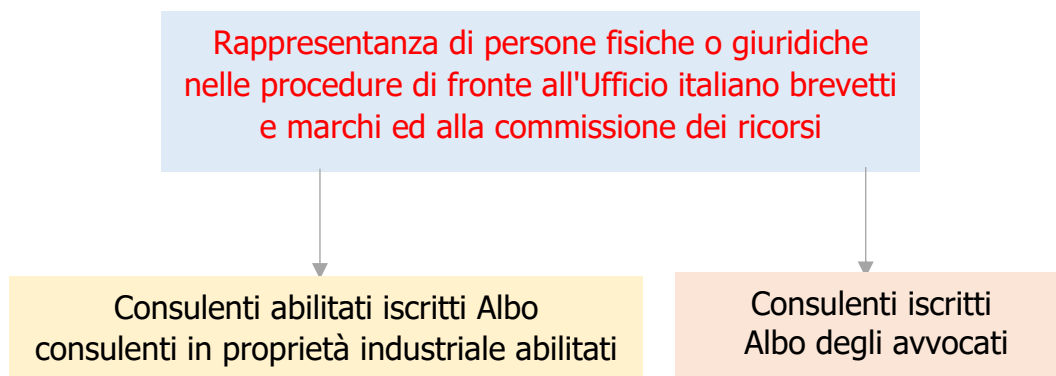 Rappresentanza di persone fisiche o giuridiche
nelle procedure di fronte all'Ufficio italiano brevetti
e marchi ed alla commissione dei ricorsi
Consulenti abilitati iscritti Albo
consulenti in proprietà industriale abilitati
Consulenti iscritti
Albo degli avvocati